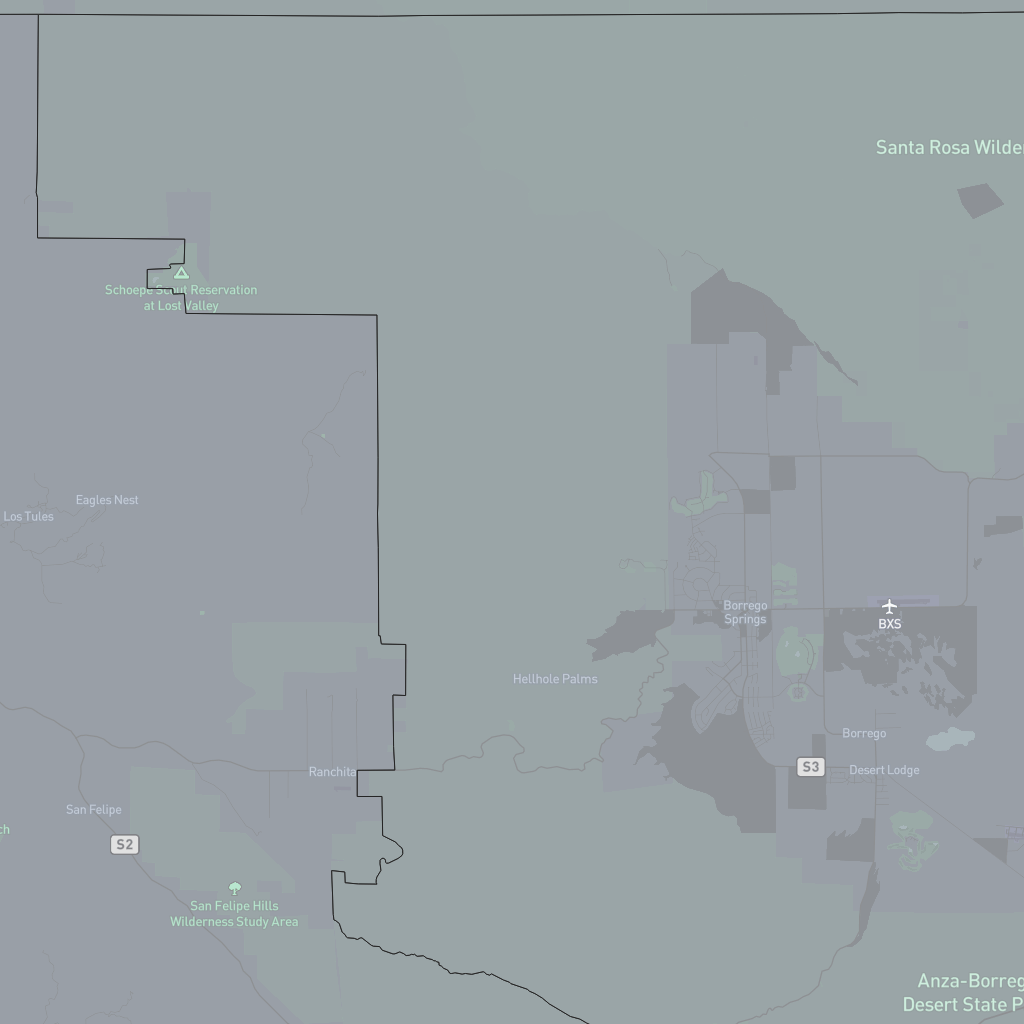 Santa Rosa Wilder
Schoepe Scout Reservation
at Lost Valley
Eagles Nest
Los Tules
Borrego
Springs
BXS
Hellhole Palms
Borrego
S3
Desert Lodge
Ranchita
San Felipe
ch
S2
San Felipe Hills
Wilderness Study Area
Anza-Borreg
Desert State P